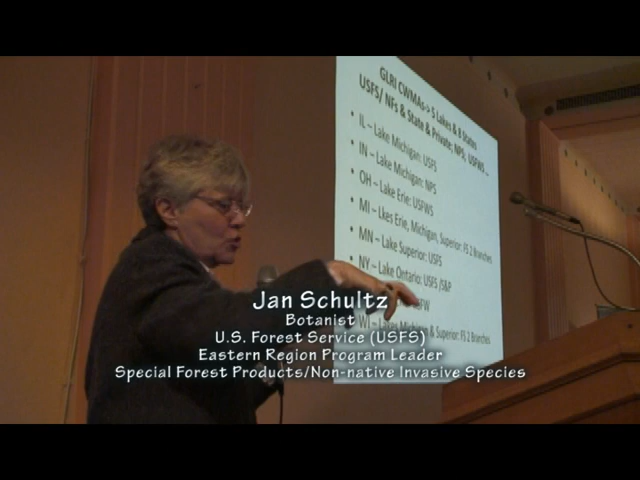 GLRI CWMAs-> 5 Lakes & 8 States
USFS/ NFs & State & Private; NPS; USFWS ...
• IL – Lake Michigan: USFS
• IN – Lake Michigan: NPS
• OH – Lake Erie: USFWS
• MI – Lkes Erie, Michigan, Superior: FS 2 Branches
• MN – Lake Superior: USFS
• NY – Lake Ontario: USFS /S&P
WI – Lakes Michigan & Superior: FS 2 Branches
Jan Schultz
Botanist
U.S. Forest Service (USFS)
Eastern Region Program Leader
Special Forest Products/Non-native Invasive Species